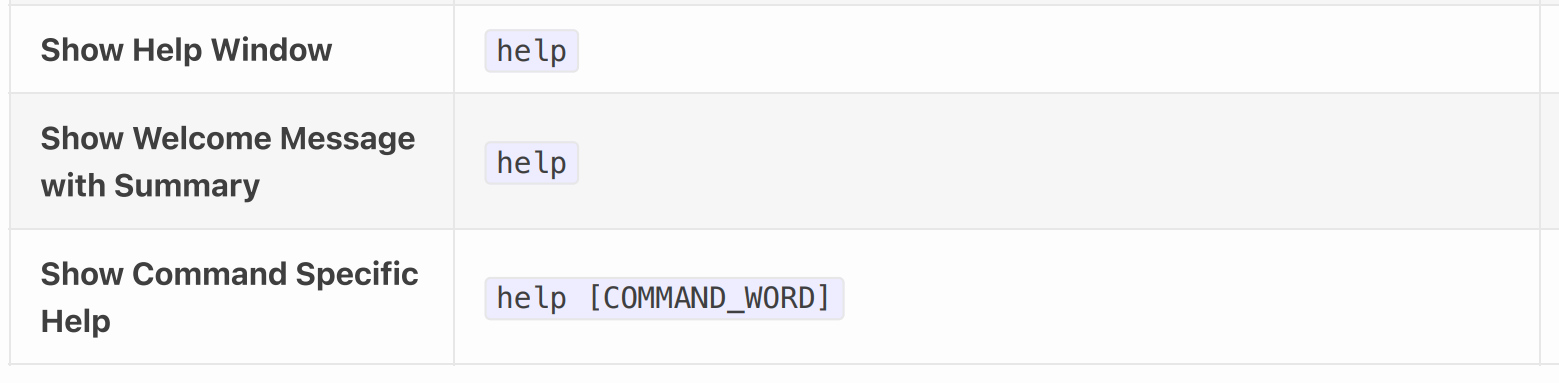 Show Help Window
help
Show Welcome Message
with Summary
help
Show Command Specific
Help
help [COMMAND_WORD]